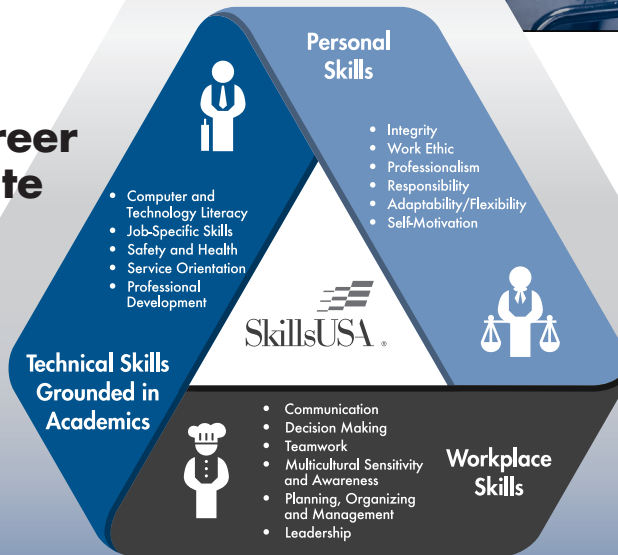 Personal
Skills
• Integrity
• Work Ethic
• Professionalism
• Responsibility
• Adaptability/Flexibility
• Self-Motivation
• Computer and
Technology Literacy
• Job-Specific Skills
• Safety and Health
• Service Orientation
• Professional
Development
SkillsUSA®
Technical Skills
Grounded in
Academics
• Communication
• Decision Making
• Teamwork
• Multicultural Sensitivity
and Awareness
• Planning, Organizing
and Management
• Leadership
Workplace
Skills